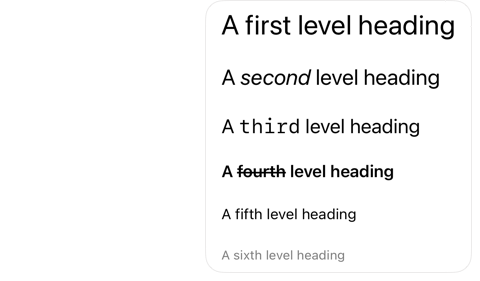 A first level heading
A second level heading
A third level heading
A fourth level heading
A fifth level heading
A sixth level heading